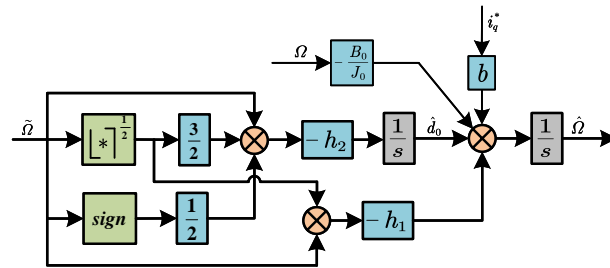 i_q^*
Ω
- B_0 / J_0
b
Ω̃
⌊*⌉^{1/2}
3/2
- h_2
1/s
d̂_0
1/s
Ω̂
sign
1/2
- h_1